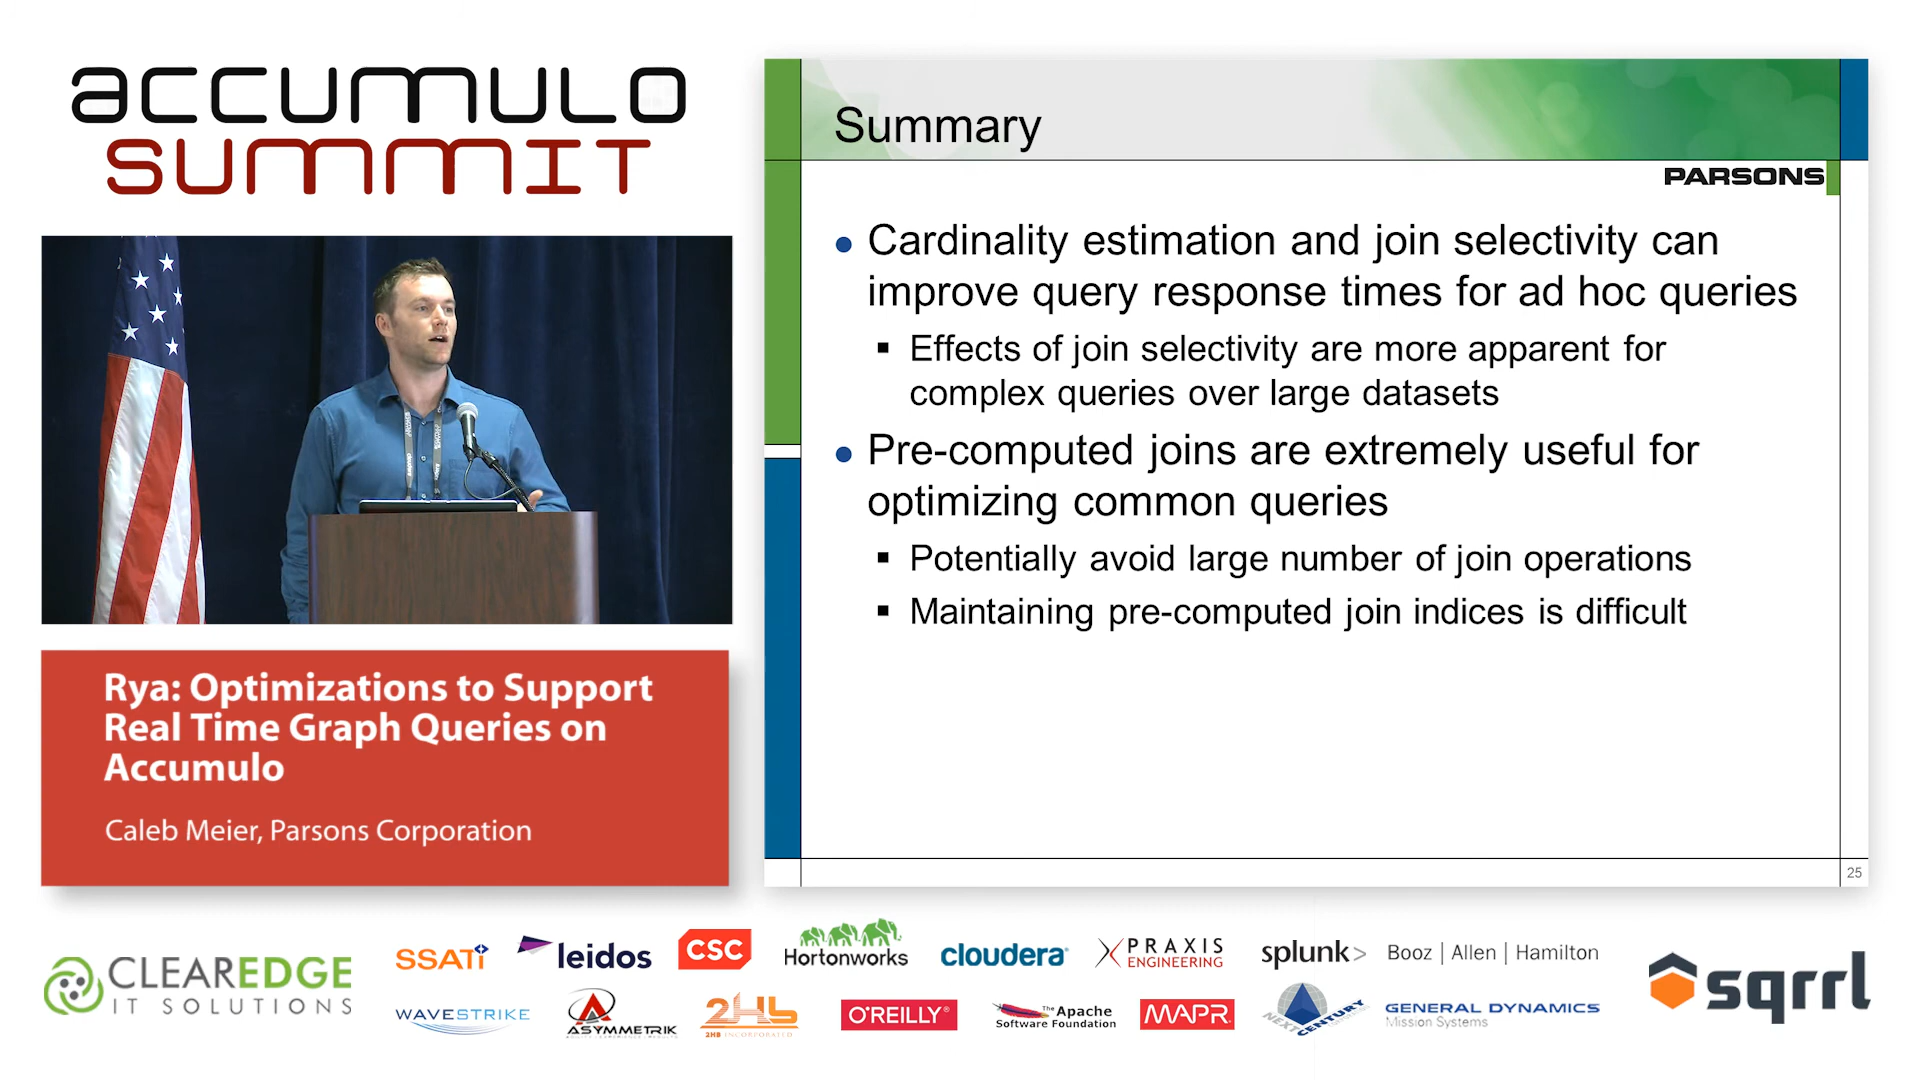 ACCUMULO
SUMMIT
Rya: Optimizations to Support
Real Time Graph Queries on
Accumulo
Caleb Meier, Parsons Corporation
Summary
PARSONS
Cardinality estimation and join selectivity can
improve query response times for ad hoc queries
Effects of join selectivity are more apparent for
complex queries over large datasets
Pre-computed joins are extremely useful for
optimizing common queries
Potentially avoid large number of join operations
Maintaining pre-computed join indices is difficult
25
CLEAREDGE
IT SOLUTIONS
SSATi
leidos
CSC
Hortonworks
cloudera
PRAXIS
ENGINEERING
splunk>
Booz | Allen | Hamilton
WAVESTRIKE
ASYMMETRIK
2HB
2HB INCORPORATED
O'REILLY®
The Apache
Software Foundation
MAPR
NEXT CENTURY
GENERAL DYNAMICS
Mission Systems
sqrrl